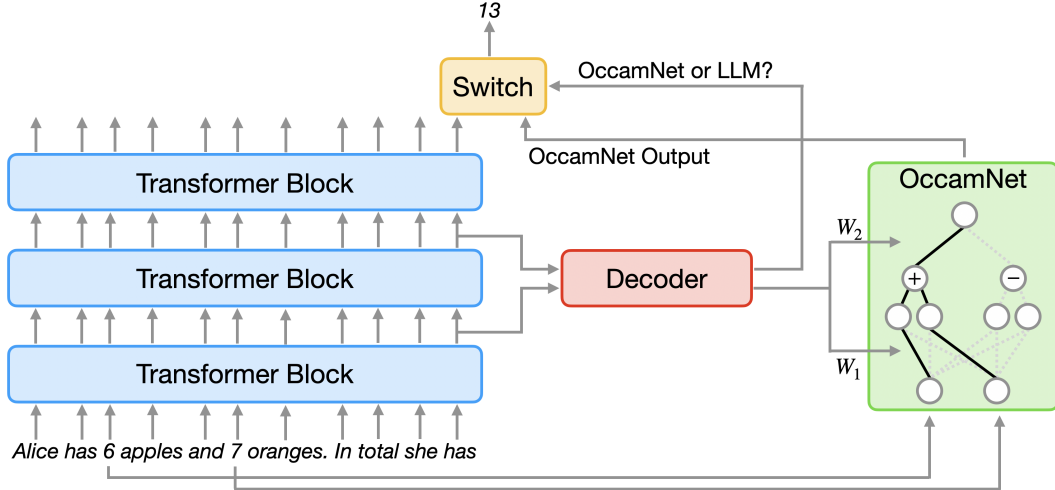 13
Switch
OccamNet or LLM?
OccamNet Output
Transformer Block
Transformer Block
Transformer Block
Decoder
OccamNet
W2
+
−
W1
Alice has 6 apples and 7 oranges. In total she has